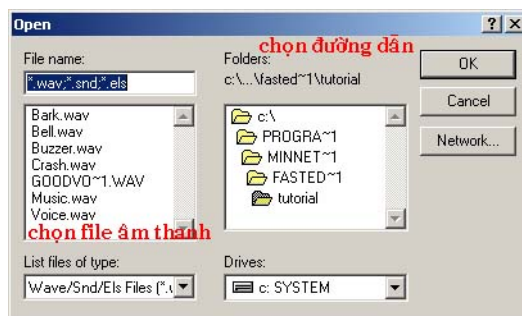 Open
chọn đường dẫn
File name:
Folders:
OK
*.wav;*.snd;*.els
c:\...\fasted~1\tutorial
Cancel
Network...
Bark.wav
Bell.wav
Buzzer.wav
Crash.wav
GOODVO~1.WAV
Music.wav
Voice.wav
c:\
PROGRA~1
MINNET~1
FASTED~1
tutorial
chọn file âm thanh
List files of type:
Drives:
Wave/Snd/Els Files (*.
c: SYSTEM